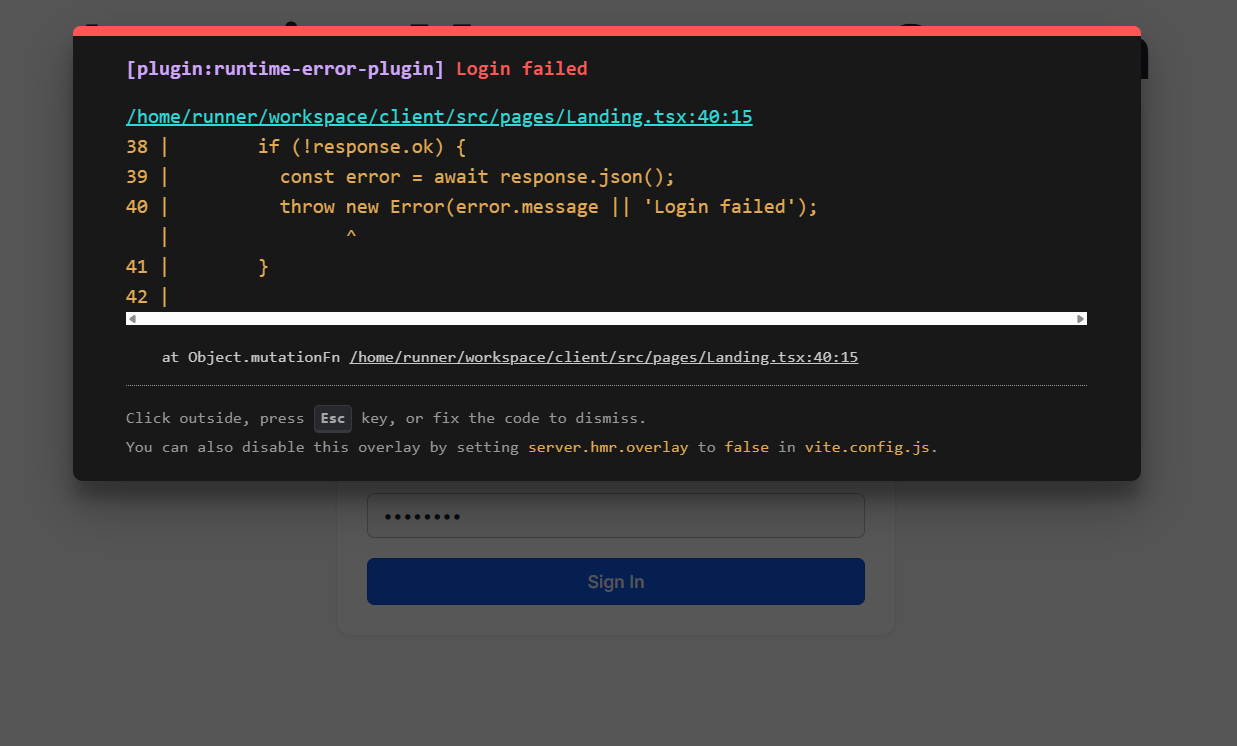 [plugin:runtime-error-plugin] Login failed
/home/runner/workspace/client/src/pages/Landing.tsx:40:15
38 |        if (!response.ok) {
39 |          const error = await response.json();
40 |          throw new Error(error.message || 'Login failed');
   |                ^
41 |        }
42 |
at Object.mutationFn /home/runner/workspace/client/src/pages/Landing.tsx:40:15
Click outside, press Esc key, or fix the code to dismiss.
You can also disable this overlay by setting server.hmr.overlay to false in vite.config.js.
••••••••
Sign In